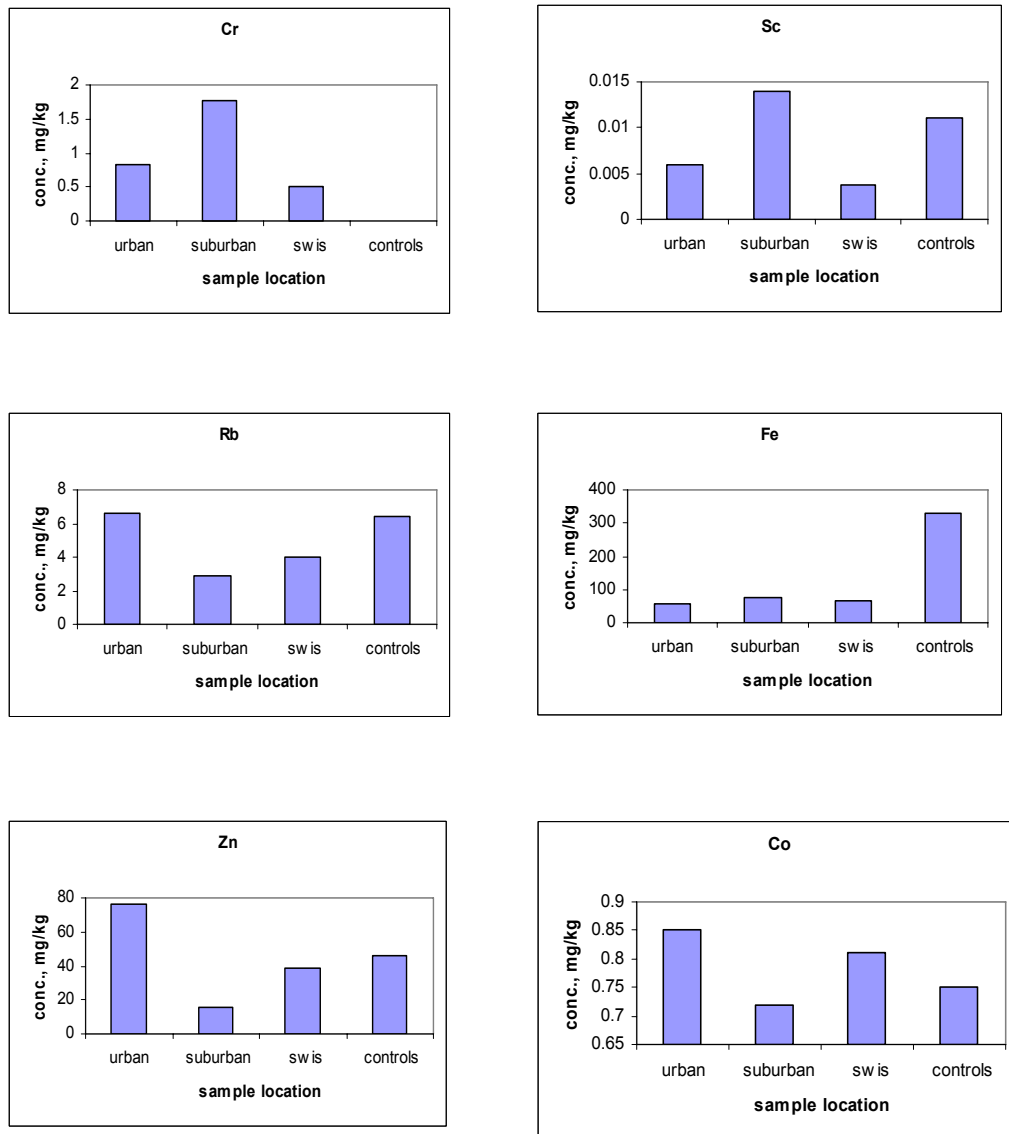 Cr
conc., mg/kg
2
1.5
1
0.5
0
urban suburban sw is controls
sample location
Sc
conc., mg/kg
0.015
0.01
0.005
0
urban suburban sw is controls
sample location
Rb
conc., mg/kg
8
6
4
2
0
urban suburban sw is controls
sample location
Fe
conc., mg/kg
400
300
200
100
0
urban suburban sw is controls
sample location
Zn
conc., mg/kg
80
60
40
20
0
urban suburban sw is controls
sample location
Co
conc., mg/kg
0.9
0.85
0.8
0.75
0.7
0.65
urban suburban sw is controls
sample location